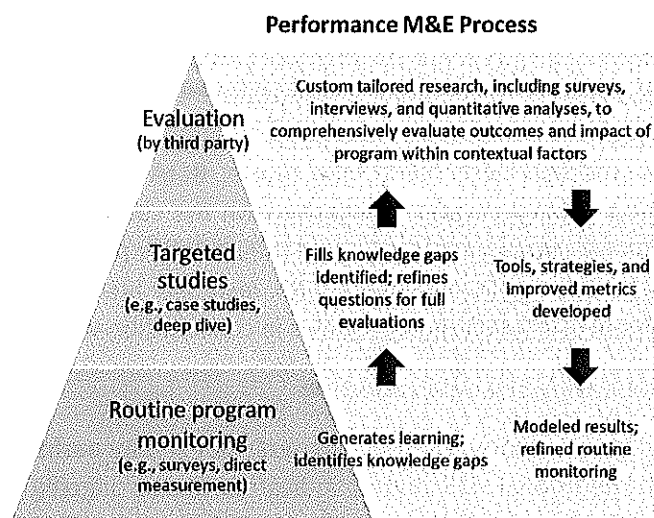 Performance M&E Process
Evaluation
(by third party)
Custom tailored research, including surveys,
interviews, and quantitative analyses, to
comprehensively evaluate outcomes and impact of
program within contextual factors
Targeted
studies
(e.g., case studies,
deep dive)
Fills knowledge gaps
identified; refines
questions for full
evaluations
Tools, strategies, and
improved metrics
developed
Routine program
monitoring
(e.g., surveys, direct
measurement)
Generates learning;
identifies knowledge gaps
Modeled results;
refined routine
monitoring